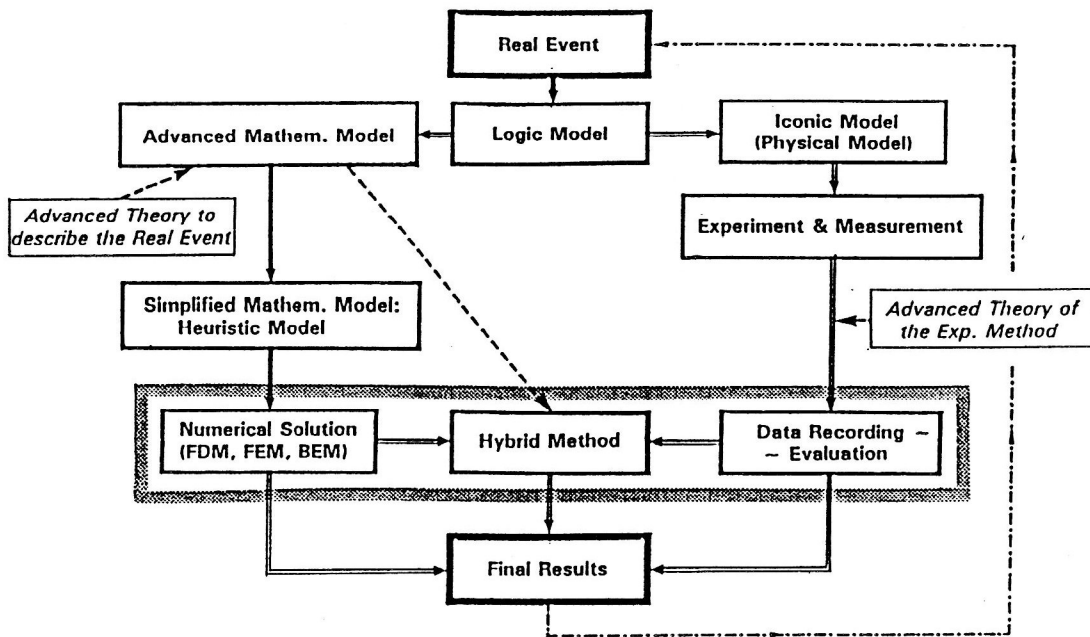 Real Event
Advanced Mathem. Model
Logic Model
Iconic Model
(Physical Model)
Advanced Theory to
describe the Real Event
Experiment & Measurement
Simplified Mathem. Model:
Heuristic Model
Advanced Theory of
the Exp. Method
Numerical Solution
(FDM, FEM, BEM)
Hybrid Method
Data Recording ~
~ Evaluation
Final Results